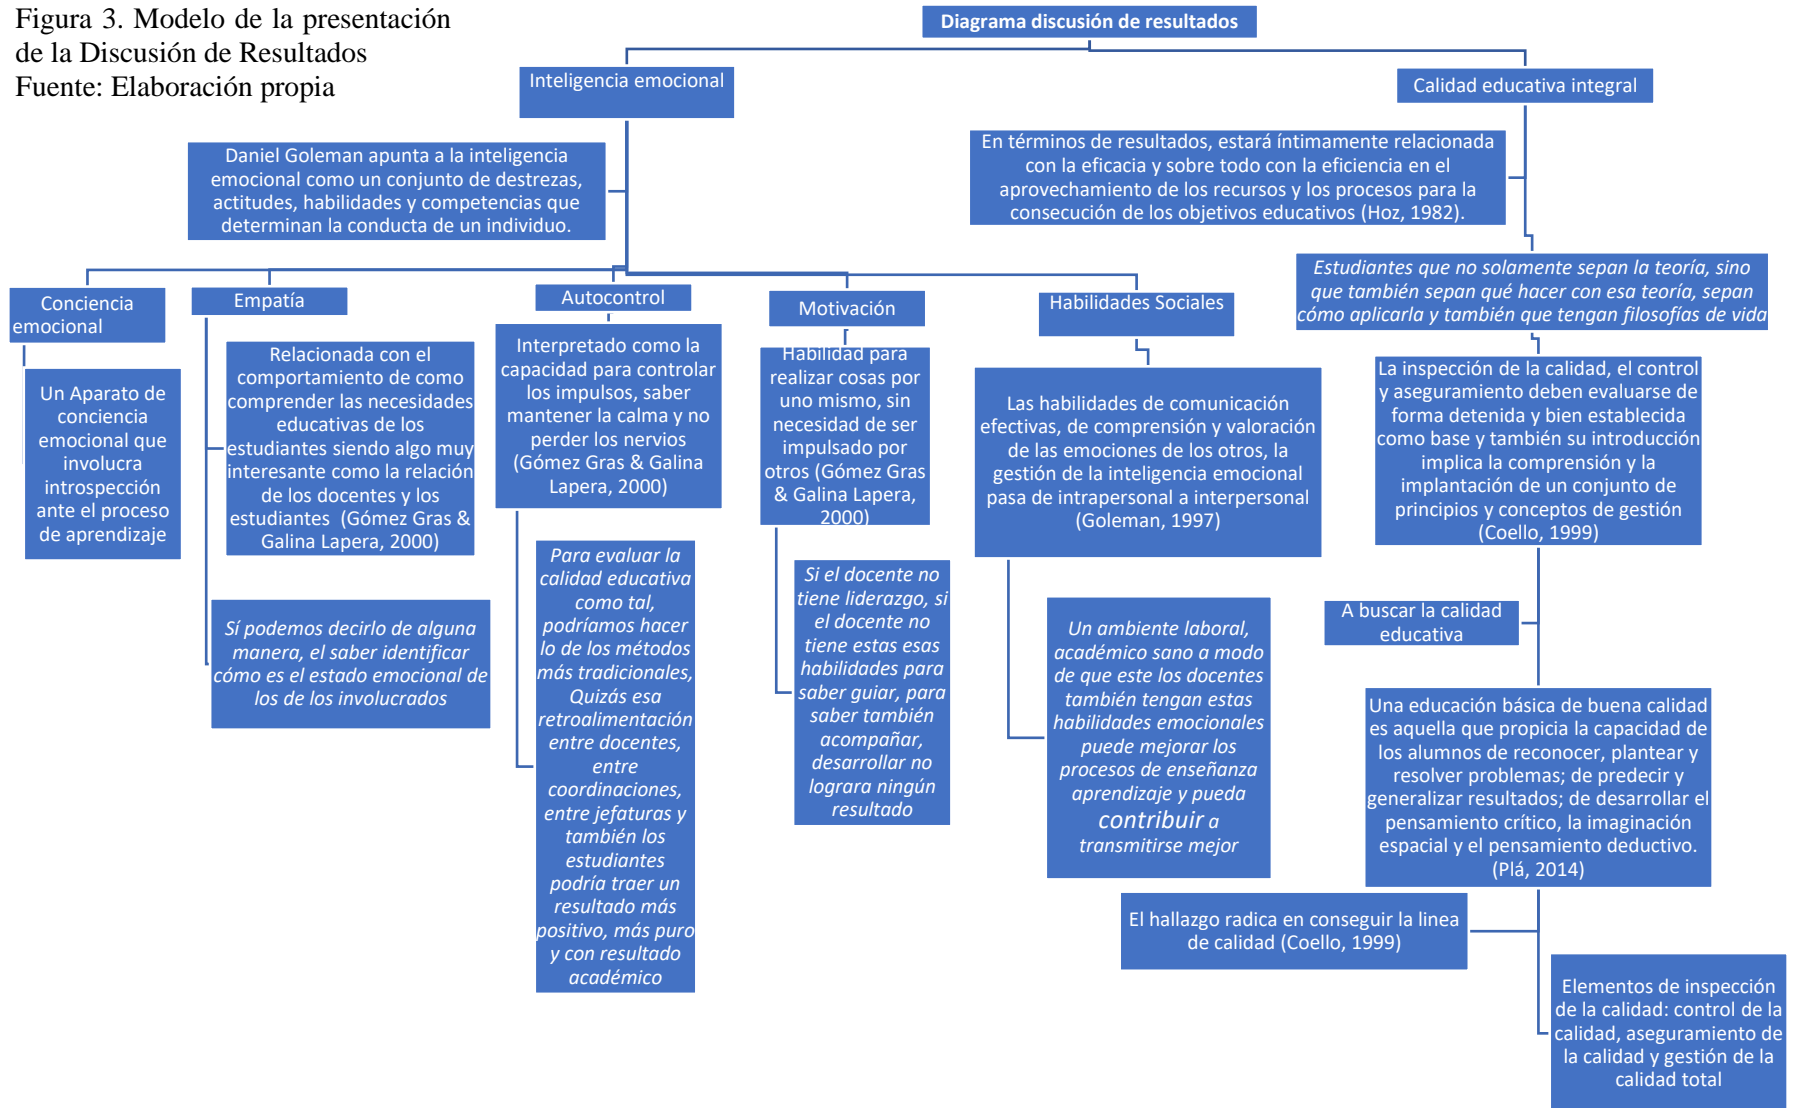 Figura 3. Modelo de la presentación
de la Discusión de Resultados
Fuente: Elaboración propia
Diagrama discusión de resultados
Inteligencia emocional
Daniel Goleman apunta a la inteligencia
emocional como un conjunto de destrezas,
actitudes, habilidades y competencias que
determinan la conducta de un individuo.
Conciencia
emocional
Un Aparato de
conciencia
emocional que
involucra
introspección
ante el proceso
de aprendizaje
Empatía
Relacionada con el
comportamiento de como
comprender las necesidades
educativas de los
estudiantes siendo algo muy
interesante como la relación
de los docentes y los
estudiantes (Gómez Gras &
Galina Lapera, 2000)
Sí podemos decirlo de alguna
manera, el saber identificar
cómo es el estado emocional de
los de los involucrados
Autocontrol
Interpretado como la
capacidad para controlar
los impulsos, saber
mantener la calma y no
perder los nervios
(Gómez Gras & Galina
Lapera, 2000)
Para evaluar la
calidad educativa
como tal,
podríamos hacer
lo de los métodos
más tradicionales,
Quizás esa
retroalimentación
entre docentes,
entre
coordinaciones,
entre jefaturas y
también los
estudiantes
podría traer un
resultado más
positivo, más puro
y con resultado
académico
Motivación
Habilidad para
realizar cosas por
uno mismo, sin
necesidad de ser
impulsado por
otros (Gómez Gras
& Galina Lapera,
2000)
Si el docente no
tiene liderazgo, si
el docente no
tiene estas esas
habilidades para
saber guiar, para
saber también
acompañar,
desarrollar no
lograra ningún
resultado
Habilidades Sociales
Las habilidades de comunicación
efectivas, de comprensión y valoración
de las emociones de los otros, la
gestión de la inteligencia emocional
pasa de intrapersonal a interpersonal
(Goleman, 1997)
Un ambiente laboral,
académico sano a modo
de que este los docentes
también tengan estas
habilidades emocionales
puede mejorar los
procesos de enseñanza
aprendizaje y pueda
contribuir a
transmitirse mejor
Calidad educativa integral
En términos de resultados, estará íntimamente relacionada
con la eficacia y sobre todo con la eficiencia en el
aprovechamiento de los recursos y los procesos para la
consecución de los objetivos educativos (Hoz, 1982).
Estudiantes que no solamente sepan la teoría, sino
que también sepan qué hacer con esa teoría, sepan
cómo aplicarla y también que tengan filosofías de vida
La inspección de la calidad, el control
y aseguramiento deben evaluarse de
forma detenida y bien establecida
como base y también su introducción
implica la comprensión y la
implantación de un conjunto de
principios y conceptos de gestión
(Coello, 1999)
A buscar la calidad
educativa
Una educación básica de buena calidad
es aquella que propicia la capacidad de
los alumnos de reconocer, plantear y
resolver problemas; de predecir y
generalizar resultados; de desarrollar el
pensamiento crítico, la imaginación
espacial y el pensamiento deductivo.
(Plá, 2014)
El hallazgo radica en conseguir la linea
de calidad (Coello, 1999)
Elementos de inspección
de la calidad: control de la
calidad, aseguramiento de
la calidad y gestión de la
calidad total